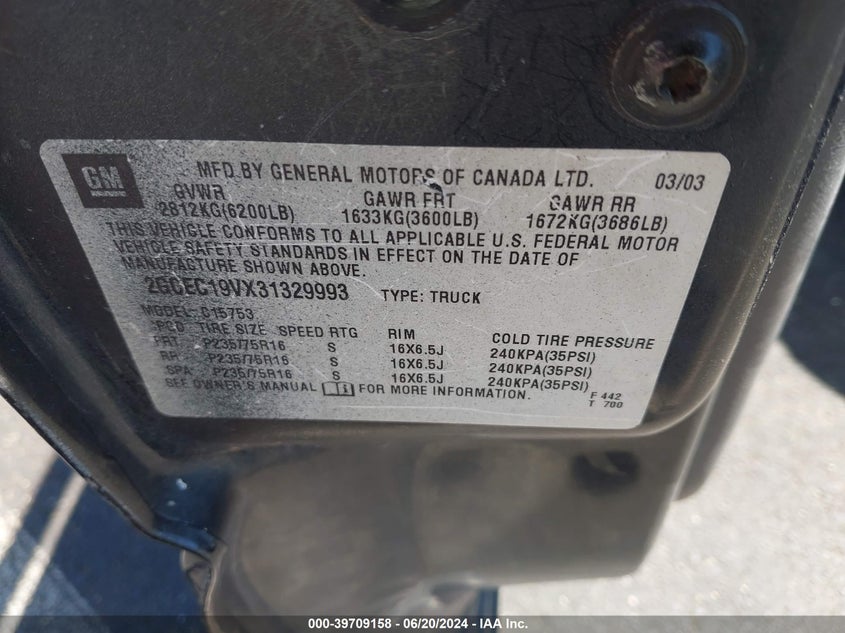 GM
MFD BY GENERAL MOTORS OF CANADA LTD. 03/03
GVWR GAWR FRT GAWR RR
2812KG(6200LB) 1633KG(3600LB) 1672KG(3686LB)
THIS VEHICLE CONFORMS TO ALL APPLICABLE U.S. FEDERAL MOTOR
VEHICLE SAFETY STANDARDS IN EFFECT ON THE DATE OF
MANUFACTURE SHOWN ABOVE.
2GCEC19VX31329993 TYPE: TRUCK
MODEL: C15753
SPCD TIRE SIZE SPEED RTG RIM COLD TIRE PRESSURE
FRT P235/75R16 S 16X6.5J 240KPA(35PSI)
RR P235/75R16 S 16X6.5J 240KPA(35PSI)
SPA P235/75R16 S 16X6.5J 240KPA(35PSI)
SEE OWNER'S MANUAL FOR MORE INFORMATION.
F 442
T 700
000-39709158 - 06/20/2024 - IAA Inc.